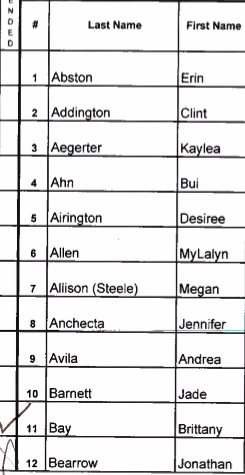 E
N
D
E
D
# Last Name First Name
1 Abston Erin
2 Addington Clint
3 Aegerter Kaylea
4 Ahn Bui
5 Airington Desiree
6 Allen MyLalyn
7 Allison (Steele) Megan
8 Anchecta Jennifer
9 Avila Andrea
10 Barnett Jade
11 Bay Brittany
12 Bearrow Jonathan